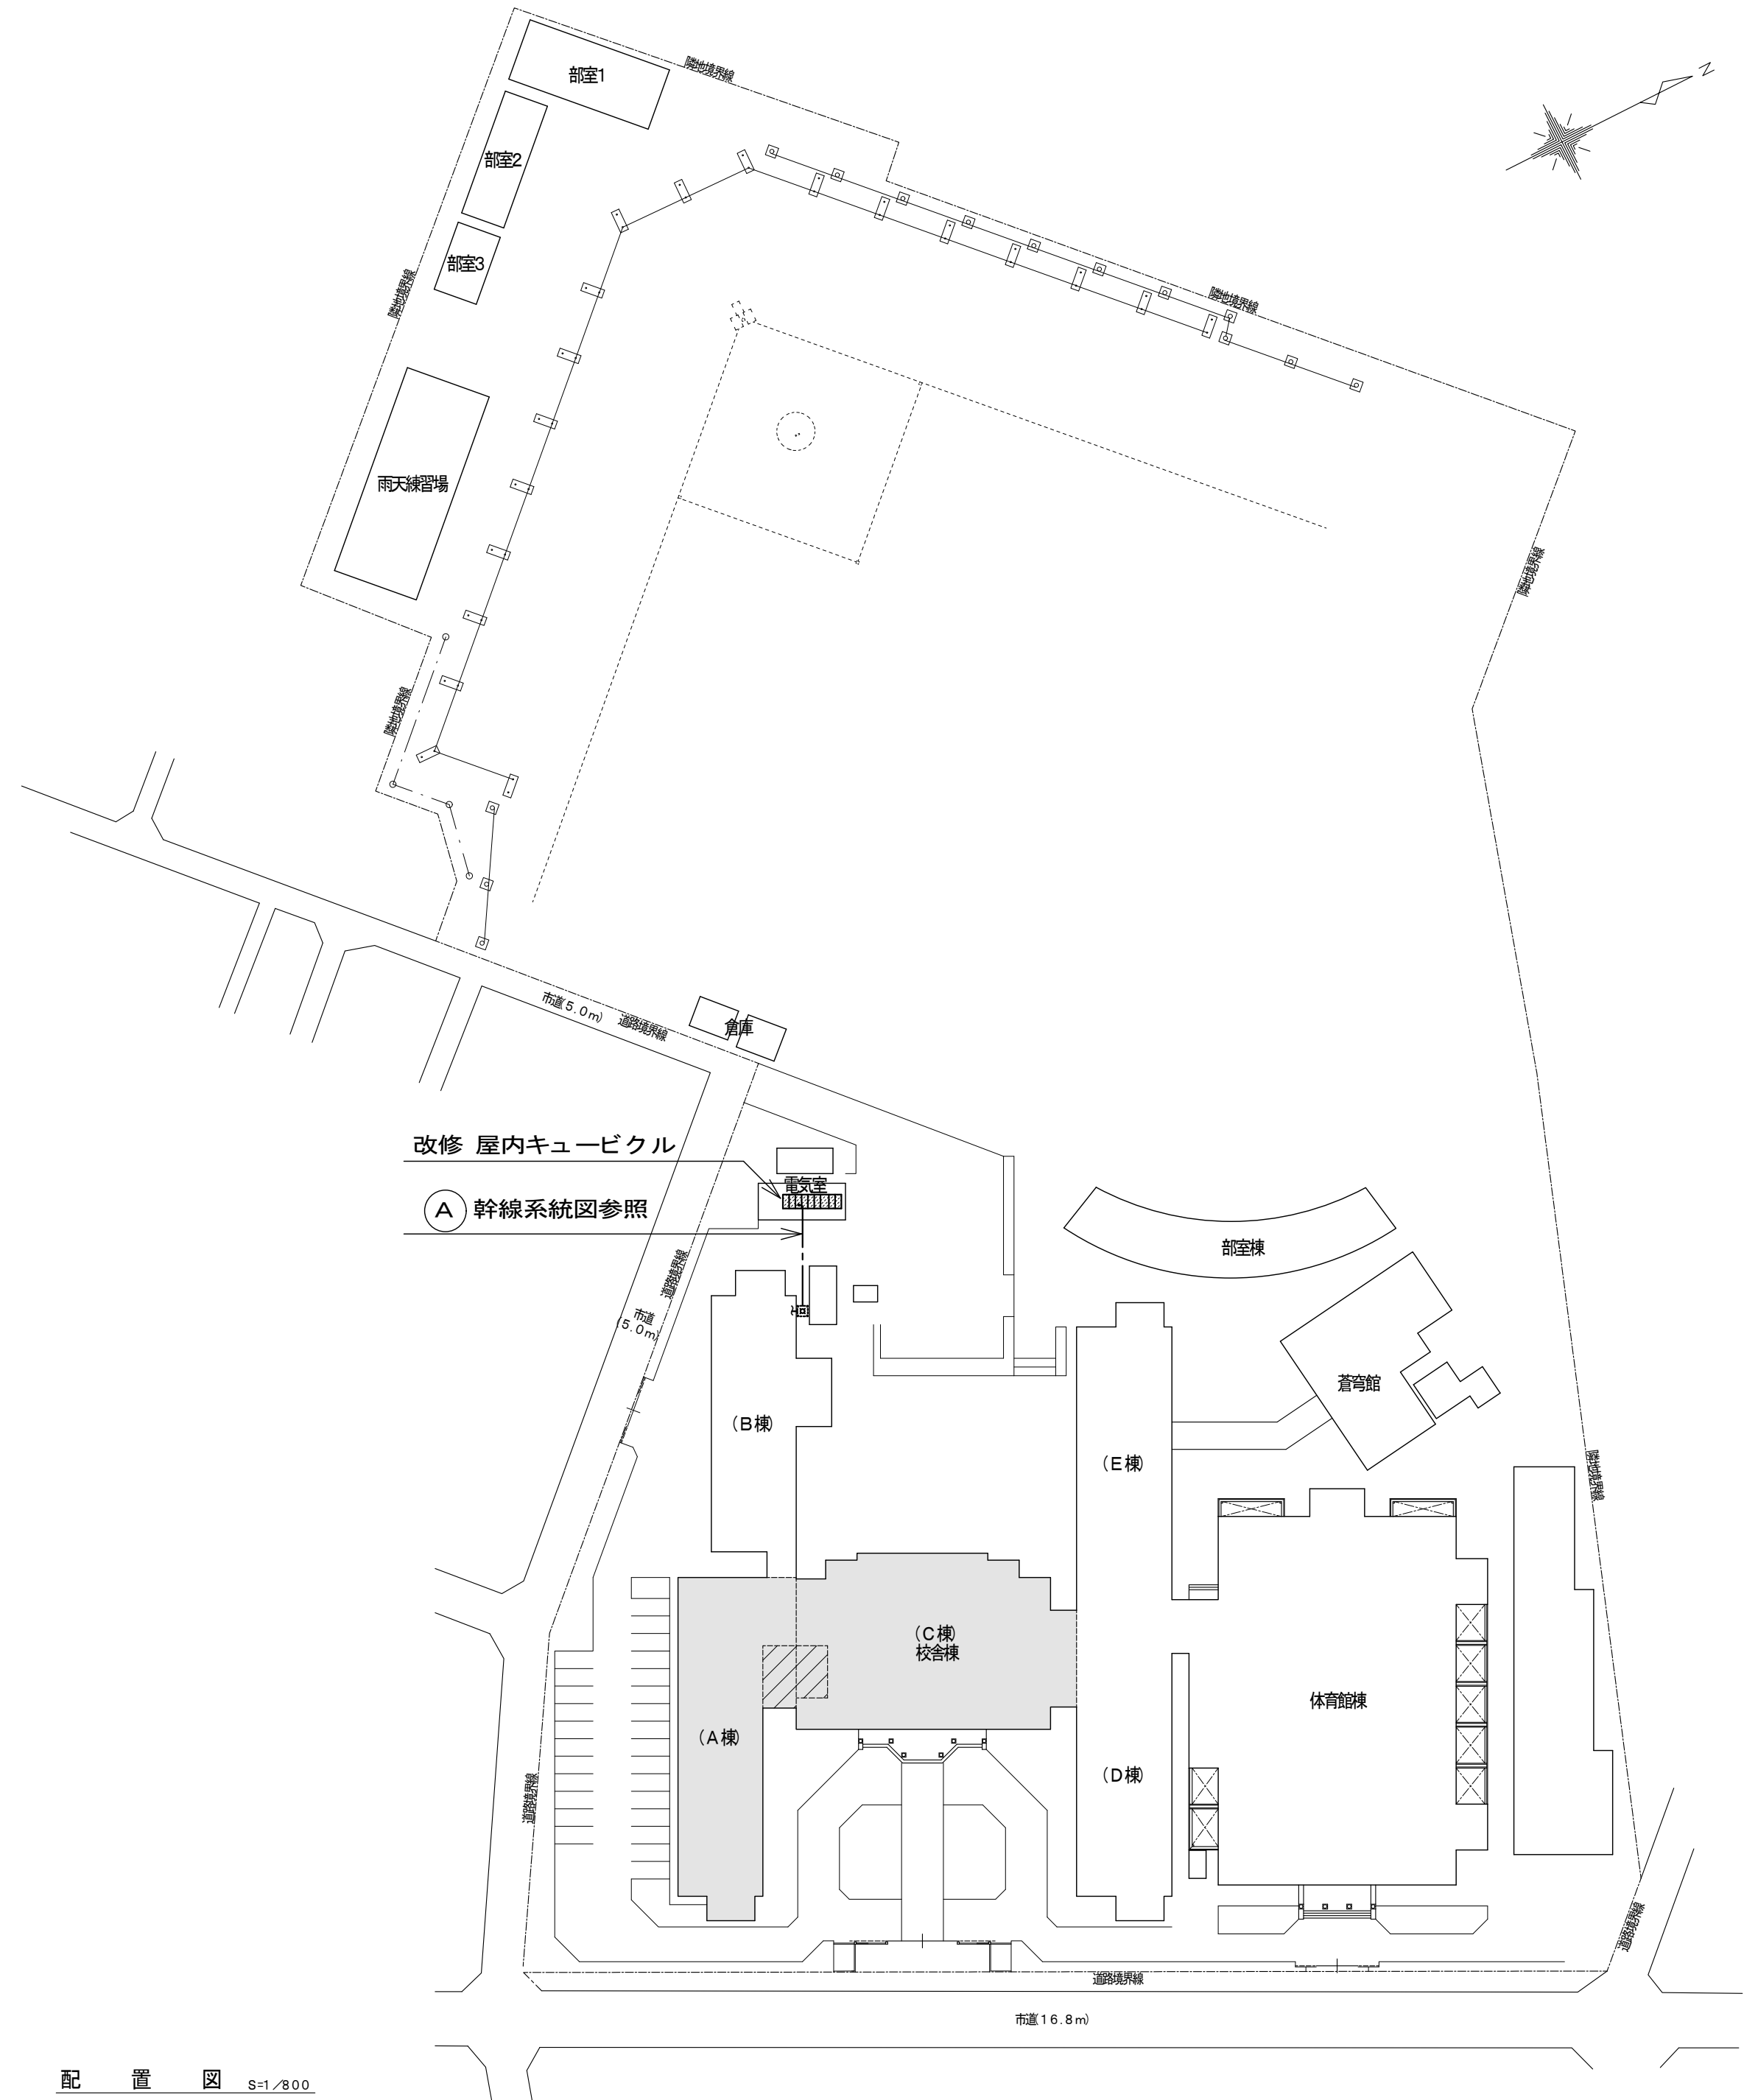 部室1
隣地境界線
N
部室2
部室3
隣地境界線
隣地境界線
雨天練習場
隣地境界線
隣地境界線
市道(5.0m)
道路境界線
倉庫
改修 屋内キュービクル
電気室
A 幹線系統図参照
部室棟
道路境界線
市道
(5.0m)
蒼穹館
(B棟)
(E棟)
隣地境界線
(C棟)
校舎棟
体育館棟
(A棟)
(D棟)
道路境界線
道路境界線
道路境界線
市道(16.8m)
配 置 図 S=1/800